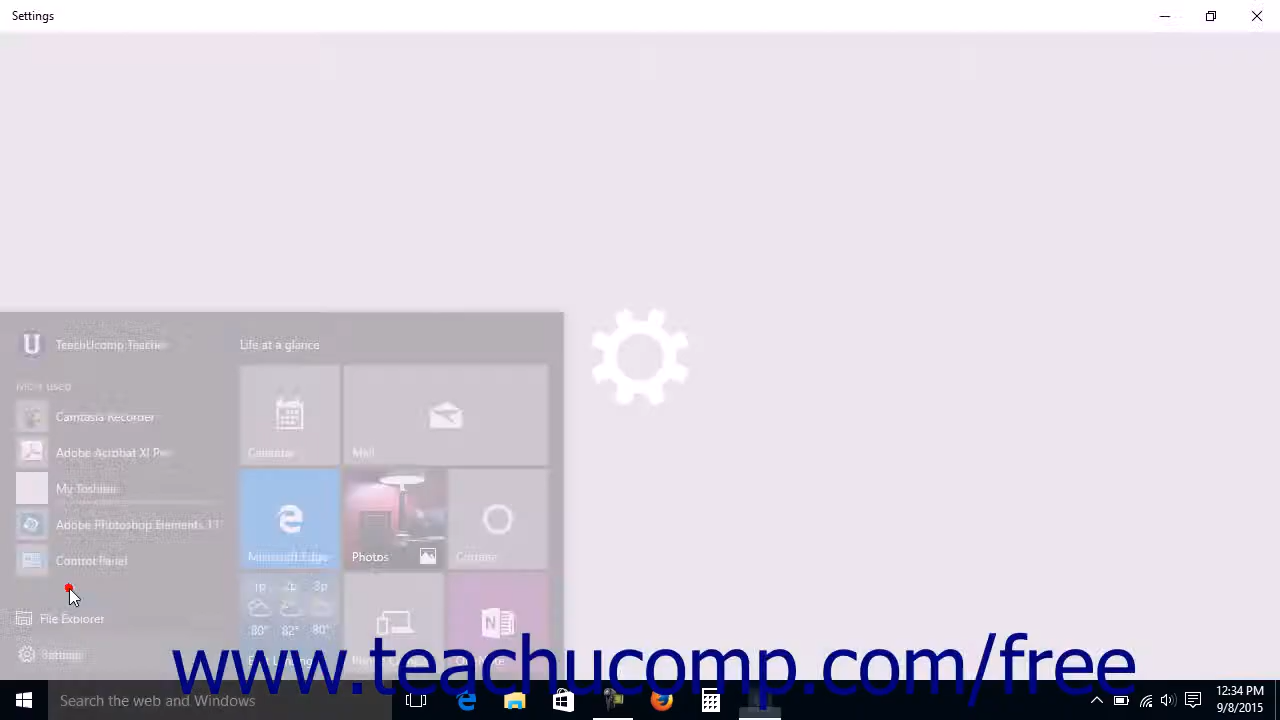 Settings
TeachUcomp Teacher
Life at a glance
Most used
Camtasia Recorder
Calendar
Mail
Adobe Acrobat XI Pro
My Toshiba
Adobe Photoshop Elements 11
Microsoft Edge
Photos
Cortana
Control Panel
1p 2p 3p
80° 82° 80°
File Explorer
Settings
www.teachucomp.com/free
Search the web and Windows
12:34 PM
9/8/2015